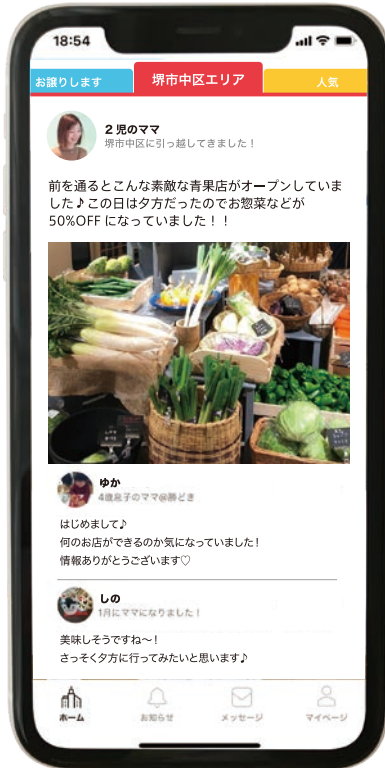 18:54
お譲りします
堺市中区エリア
人気
2児のママ
堺市中区に引っ越してきました！
前を通るとこんな素敵な青果店がオープンしていま
した♪この日は夕方だったのでお惣菜などが
50%OFFになっていました！！
ゆか
4歳息子のママ@勝どき
はじめまして♪
何のお店ができるのか気になっていました！
情報ありがとうございます♡
しの
1月にママになりました！
美味しそうですね〜！
さっそく夕方に行ってみたいと思います♪
ホーム
お知らせ
メッセージ
マイページ